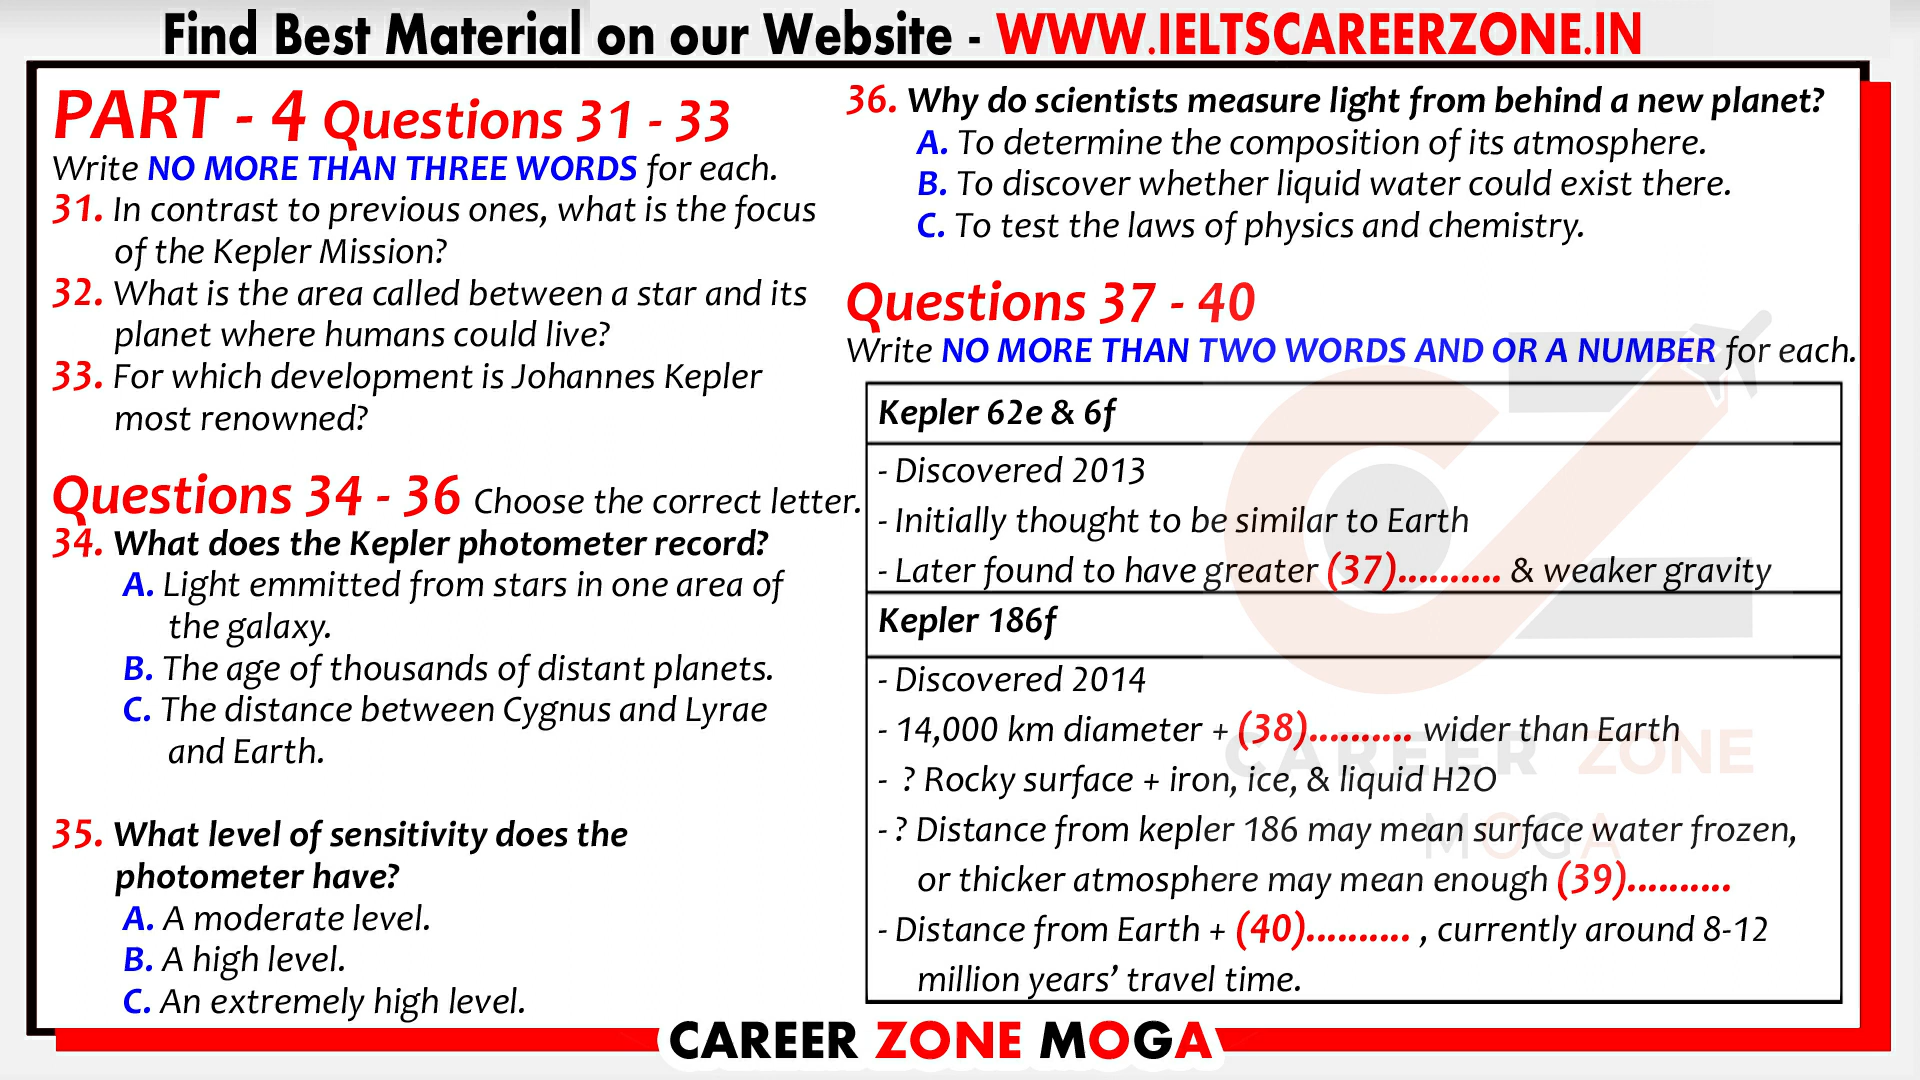 Find Best Material on our Website - WWW.IELTSCAREERZONE.IN
PART - 4 Questions 31 - 33
Write NO MORE THAN THREE WORDS for each.
31. In contrast to previous ones, what is the focus
of the Kepler Mission?
32. What is the area called between a star and its
planet where humans could live?
33. For which development is Johannes Kepler
most renowned?
Questions 34 - 36 Choose the correct letter.
34. What does the Kepler photometer record?
A. Light emmitted from stars in one area of
the galaxy.
B. The age of thousands of distant planets.
C. The distance between Cygnus and Lyrae
and Earth.
35. What level of sensitivity does the
photometer have?
A. A moderate level.
B. A high level.
C. An extremely high level.
36. Why do scientists measure light from behind a new planet?
A. To determine the composition of its atmosphere.
B. To discover whether liquid water could exist there.
C. To test the laws of physics and chemistry.
Questions 37 - 40
Write NO MORE THAN TWO WORDS AND OR A NUMBER for each.
Kepler 62e & 6f
- Discovered 2013
- Initially thought to be similar to Earth
- Later found to have greater (37).......... & weaker gravity
Kepler 186f
- Discovered 2014
- 14,000 km diameter + (38).......... wider than Earth
- ? Rocky surface + iron, ice, & liquid H2O
- ? Distance from kepler 186 may mean surface water frozen,
or thicker atmosphere may mean enough (39)..........
- Distance from Earth + (40).......... , currently around 8-12
million years' travel time.
CAREER ZONE
MOGA
CAREER ZONE MOGA